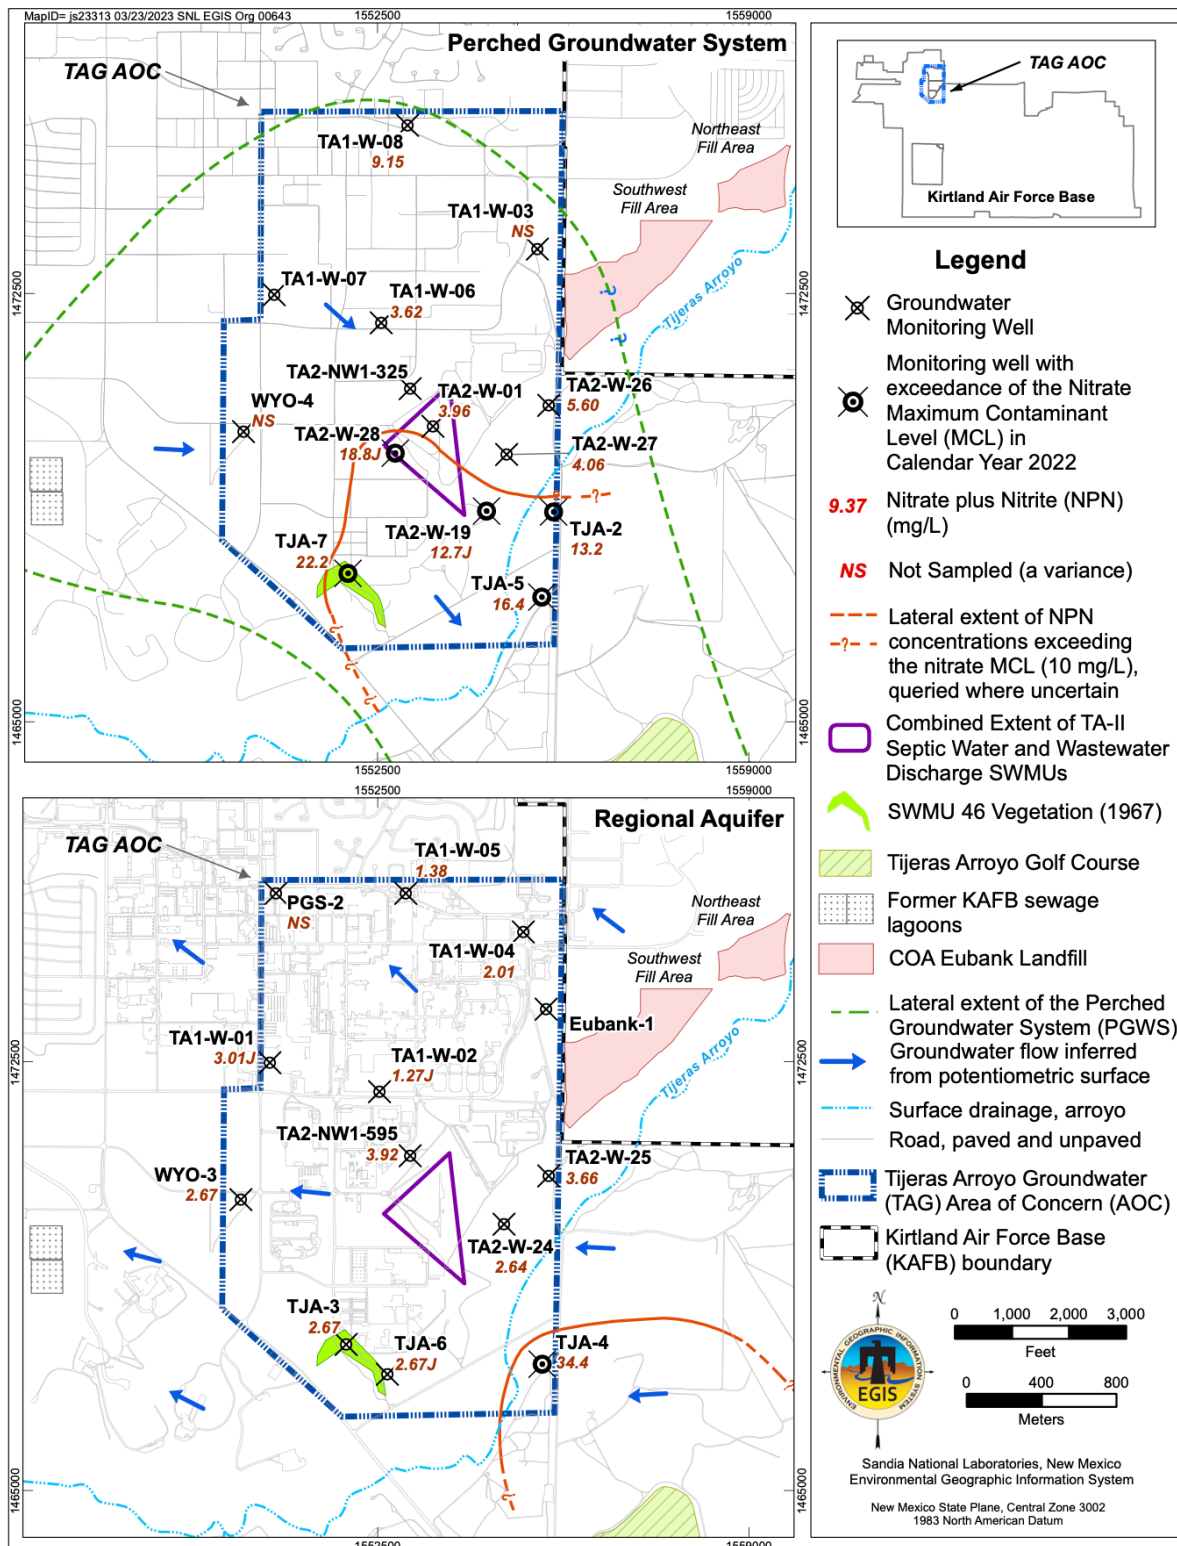 MapID= js23313 03/23/2023 SNL EGIS Org 00643
1552500
1559000
Perched Groundwater System
TAG AOC
Northeast
Fill Area
TA1-W-08
9.15
Southwest
Fill Area
TA1-W-03
NS
Tijeras Arroyo
1472500
1472500
TA1-W-07
TA1-W-06
3.62
?
?
TA2-NW1-325
TA2-W-01
3.96
TA2-W-26
5.60
WYO-4
NS
TA2-W-28
18.8J
TA2-W-27
4.06
?
?
TA2-W-19
12.7J
TJA-2
13.2
TJA-7
22.2
TJA-5
16.4
?
?
?
1465000
1465000
1552500
1559000
Regional Aquifer
TAG AOC
TA1-W-05
1.38
PGS-2
NS
Northeast
Fill Area
TA1-W-04
2.01
Southwest
Fill Area
Eubank-1
Tijeras Arroyo
TA1-W-01
3.01J
TA1-W-02
1.27J
1472500
1472500
TA2-NW1-595
3.92
WYO-3
2.67
TA2-W-25
3.66
TA2-W-24
2.64
TJA-3
2.67
TJA-6
2.67J
TJA-4
34.4
?
?
1465000
1465000
1552500
1559000
TAG AOC
Kirtland Air Force Base
Legend
Groundwater
Monitoring Well
Monitoring well with
exceedance of the Nitrate
Maximum Contaminant
Level (MCL) in
Calendar Year 2022
9.37 Nitrate plus Nitrite (NPN)
(mg/L)
NS Not Sampled (a variance)
Lateral extent of NPN
-?- concentrations exceeding
the nitrate MCL (10 mg/L),
queried where uncertain
Combined Extent of TA-II
Septic Water and Wastewater
Discharge SWMUs
SWMU 46 Vegetation (1967)
Tijeras Arroyo Golf Course
Former KAFB sewage
lagoons
COA Eubank Landfill
Lateral extent of the Perched
Groundwater System (PGWS)
Groundwater flow inferred
from potentiometric surface
Surface drainage, arroyo
Road, paved and unpaved
Tijeras Arroyo Groundwater
(TAG) Area of Concern (AOC)
Kirtland Air Force Base
(KAFB) boundary
N
ENVIRONMENTAL GEOGRAPHIC INFORMATION SYSTEM
EGIS
0 1,000 2,000 3,000
Feet
0 400 800
Meters
Sandia National Laboratories, New Mexico
Environmental Geographic Information System
New Mexico State Plane, Central Zone 3002
1983 North American Datum